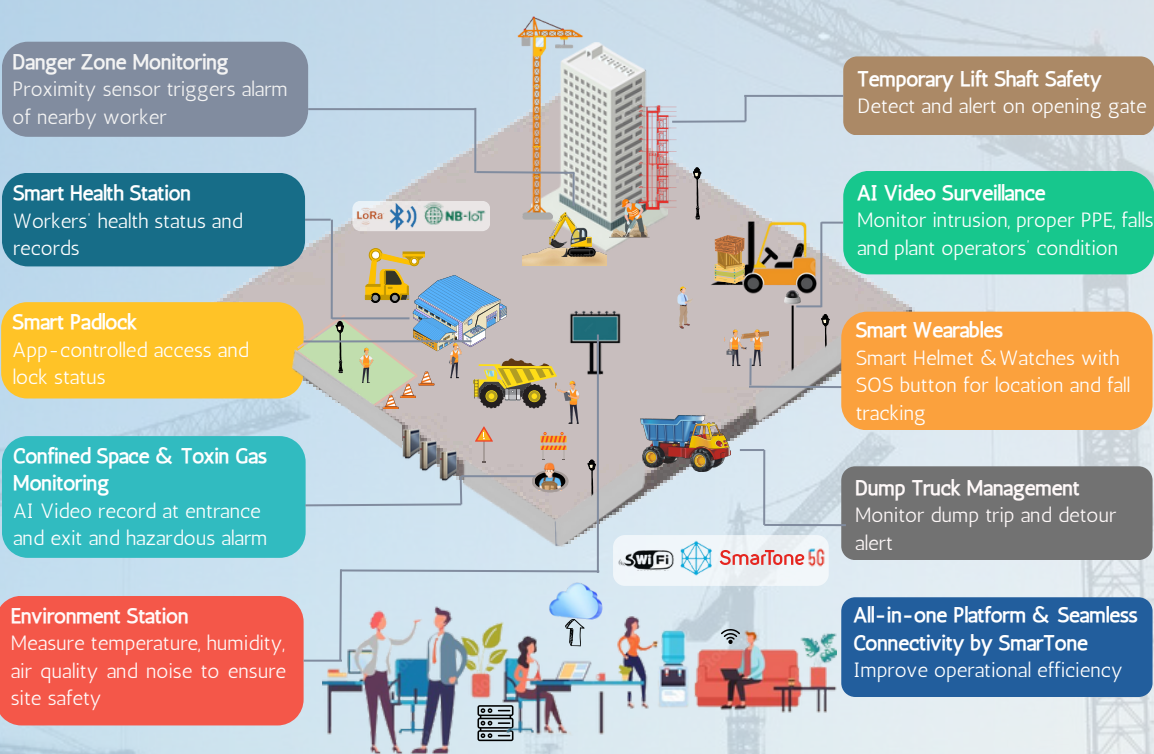 Danger Zone Monitoring
Proximity sensor triggers alarm
of nearby worker
Smart Health Station
Workers' health status and
records
Smart Padlock
App-controlled access and
lock status
Confined Space & Toxin Gas
Monitoring
AI Video record at entrance
and exit and hazardous alarm
Environment Station
Measure temperature, humidity,
air quality and noise to ensure
site safety
LoRa
NB-IoT
Temporary Lift Shaft Safety
Detect and alert on opening gate
AI Video Surveillance
Monitor intrusion, proper PPE, falls
and plant operators' condition
Smart Wearables
Smart Helmet & Watches with
SOS button for location and fall
tracking
Dump Truck Management
Monitor dump trip and detour
alert
SWiFi
SmarTone 5G
All-in-one Platform & Seamless
Connectivity by SmarTone
Improve operational efficiency